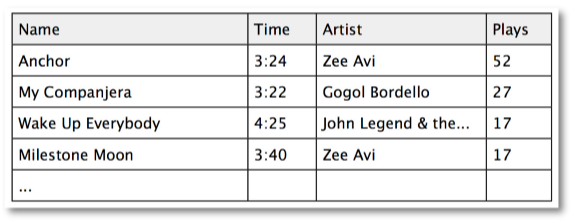 Name Time Artist Plays
Anchor 3:24 Zee Avi 52
My Companjera 3:22 Gogol Bordello 27
Wake Up Everybody 4:25 John Legend & the... 17
Milestone Moon 3:40 Zee Avi 17
...